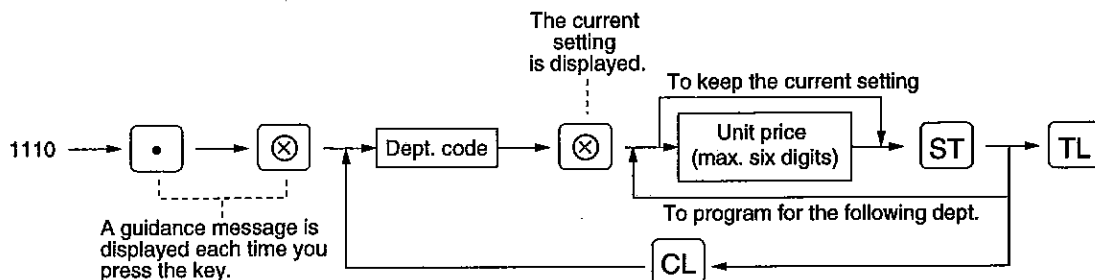 The current
setting
is displayed.
To keep the current setting
1110
•
⊗
Dept. code
⊗
Unit price
(max. six digits)
ST
TL
To program for the following dept.
A guidance message is
displayed each time you
press the key.
CL